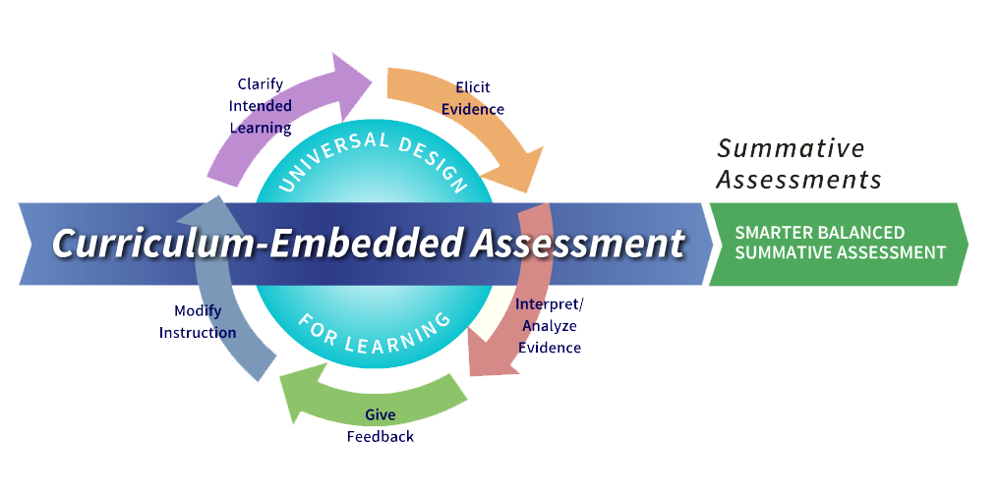 Clarify
Intended
Learning
Elicit
Evidence
UNIVERSAL DESIGN
Summative
Assessments
Curriculum-Embedded Assessment
SMARTER BALANCED
SUMMATIVE ASSESSMENT
Modify
Instruction
Interpret/
Analyze
Evidence
FOR LEARNING
Give
Feedback